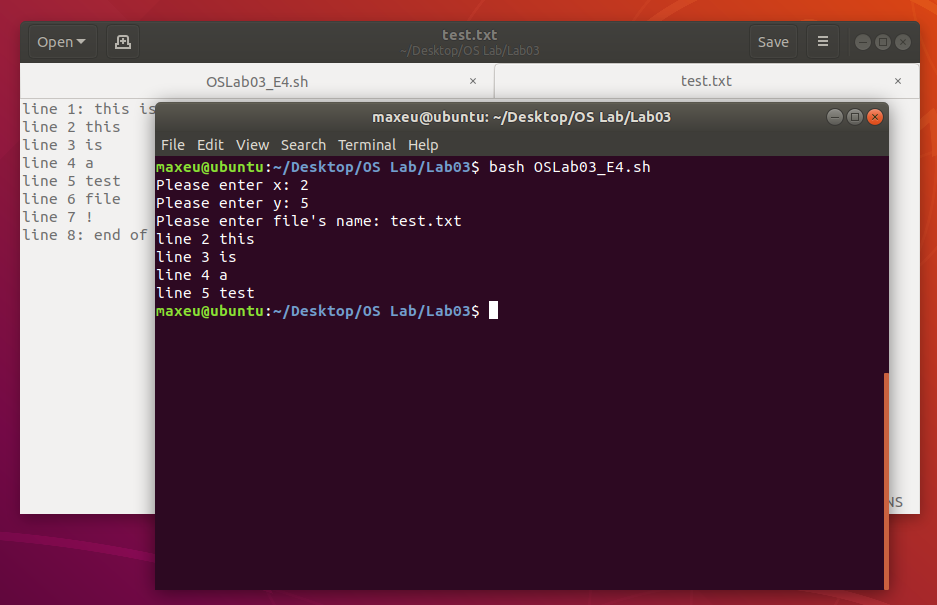 Open
test.txt
~/Desktop/OS Lab/Lab03
Save
OSLab03_E4.sh
test.txt
line 1: this is
line 2 this
line 3 is
line 4 a
line 5 test
line 6 file
line 7 !
line 8: end of
maxeu@ubuntu: ~/Desktop/OS Lab/Lab03
File Edit View Search Terminal Help
maxeu@ubuntu:~/Desktop/OS Lab/Lab03$ bash OSLab03_E4.sh
Please enter x: 2
Please enter y: 5
Please enter file's name: test.txt
line 2 this
line 3 is
line 4 a
line 5 test
maxeu@ubuntu:~/Desktop/OS Lab/Lab03$